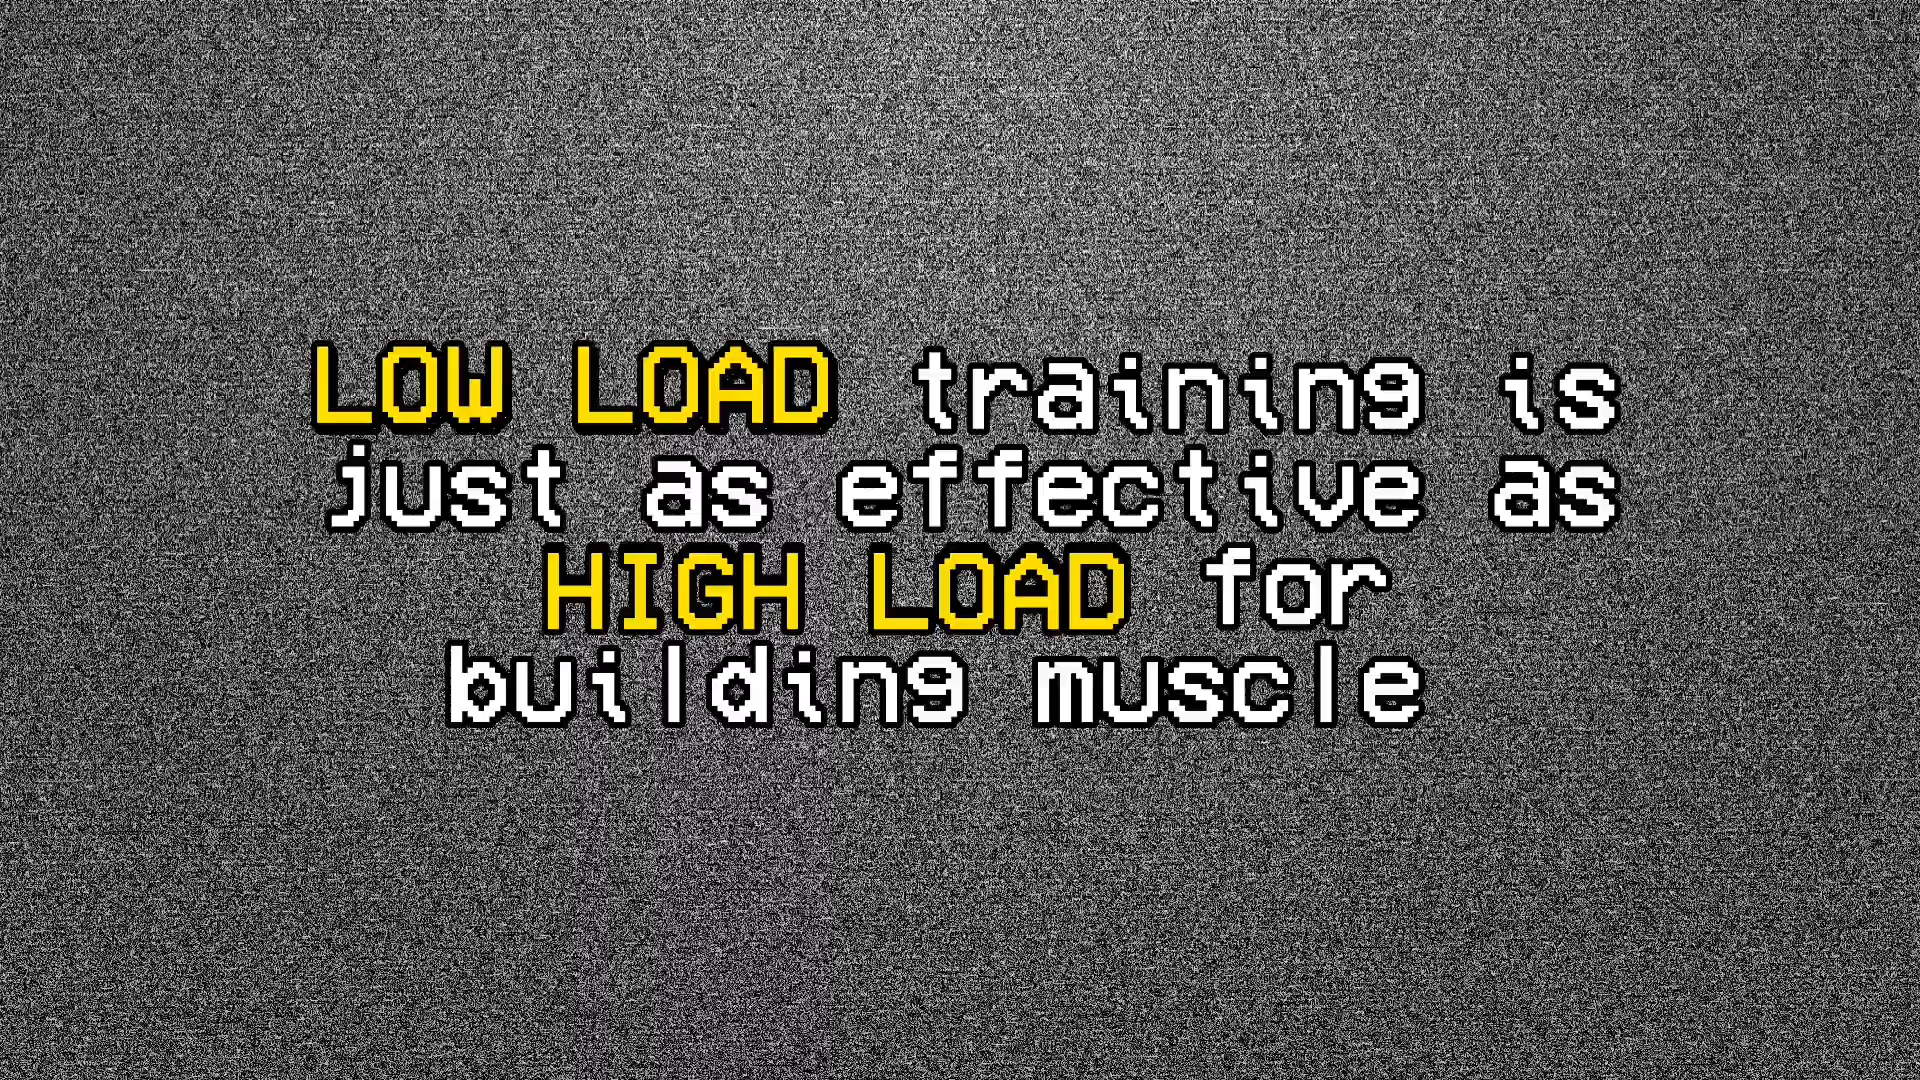 LOW LOAD training is
just as effective as
HIGH LOAD for
building muscle